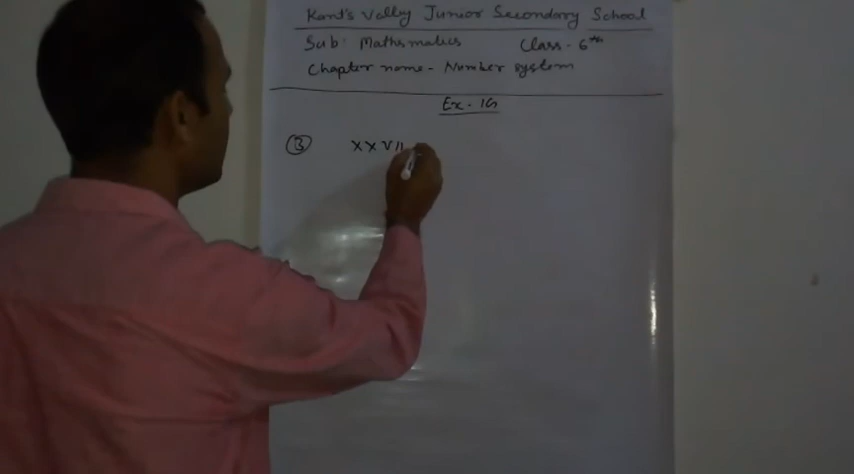 Kant's Valley Junior Secondary School
Sub: Mathematics Class - 6th
Chapter name - Number system
Ex. 1G
3 XXVII